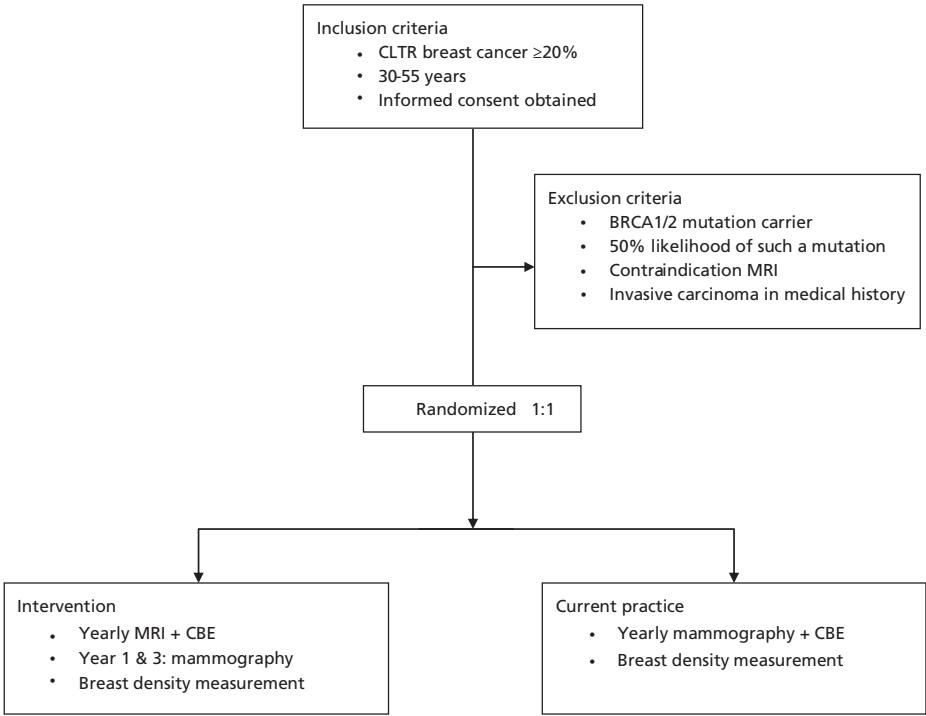 Inclusion criteria
• CLTR breast cancer ≥20%
• 30-55 years
• Informed consent obtained
Exclusion criteria
• BRCA1/2 mutation carrier
• 50% likelihood of such a mutation
• Contraindication MRI
• Invasive carcinoma in medical history
Randomized 1:1
Intervention
• Yearly MRI + CBE
• Year 1 & 3: mammography
• Breast density measurement
Current practice
• Yearly mammography + CBE
• Breast density measurement